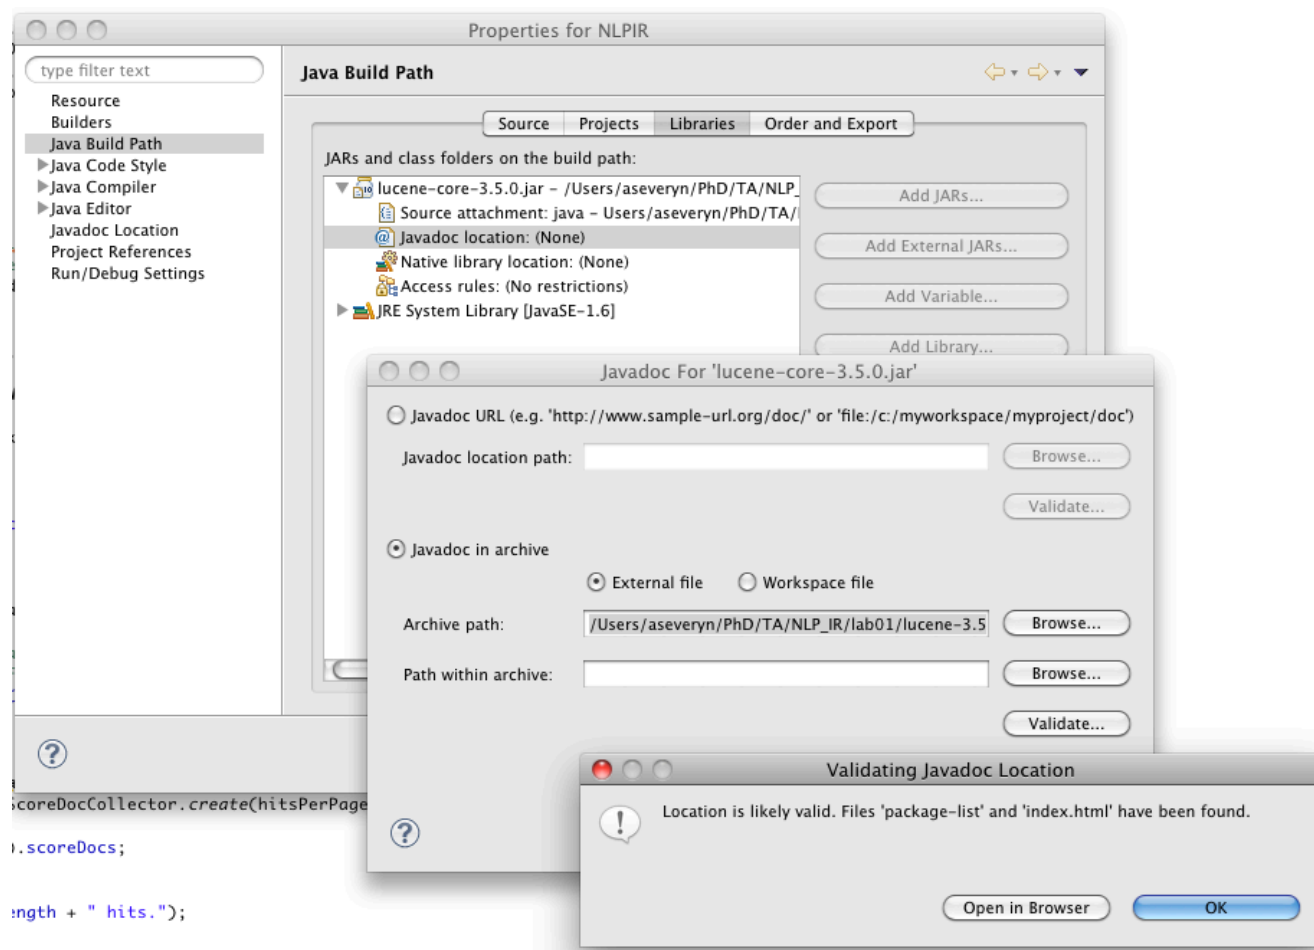 Properties for NLPIR
type filter text
Resource
Builders
Java Build Path
Java Code Style
Java Compiler
Java Editor
Javadoc Location
Project References
Run/Debug Settings
Java Build Path
Source Projects Libraries Order and Export
JARs and class folders on the build path:
lucene-core-3.5.0.jar – /Users/aseveryn/PhD/TA/NLP_
Source attachment: java – Users/aseveryn/PhD/TA/
Javadoc location: (None)
Native library location: (None)
Access rules: (No restrictions)
JRE System Library [JavaSE-1.6]
Add JARs...
Add External JARs...
Add Variable...
Add Library...
Javadoc For 'lucene-core-3.5.0.jar'
Javadoc URL (e.g. 'http://www.sample-url.org/doc/' or 'file:/c:/myworkspace/myproject/doc')
Javadoc location path:
Browse...
Validate...
Javadoc in archive
External file Workspace file
Archive path: /Users/aseveryn/PhD/TA/NLP_IR/lab01/lucene-3.5 Browse...
Path within archive: Browse...
Validate...
Validating Javadoc Location
Location is likely valid. Files 'package-list' and 'index.html' have been found.
Open in Browser OK
ScoreDocCollector.create(hitsPerPage
).scoreDocs;
ength + " hits.");